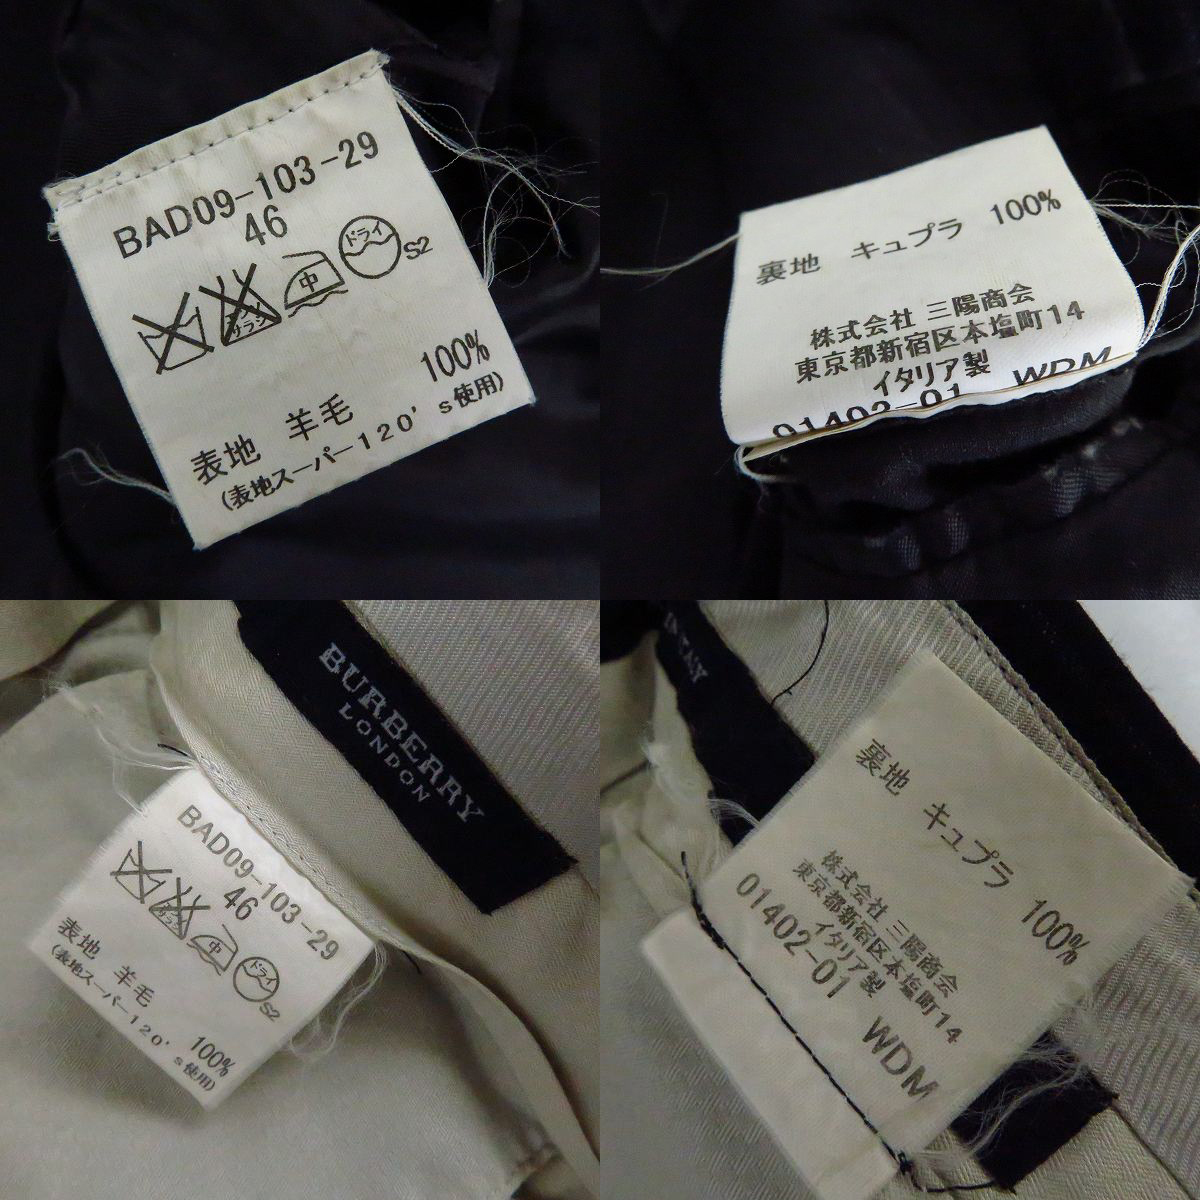 BAD09-103-29
46
中
ドライ
S2
表地 羊毛 100%
(表地スーパー120's使用)
裏地 キュプラ 100%
株式会社 三陽商会
東京都新宿区本塩町14
イタリア製
WDM
BURBERRY
LONDON
BAD09-103-29
46
サラシ
中
ドライ
S2
表地 羊毛 100%
(表地スーパー120's使用)
裏地 キュプラ 100%
株式会社 三陽商会
東京都新宿区本塩町14
イタリア製
01402-01 WDM